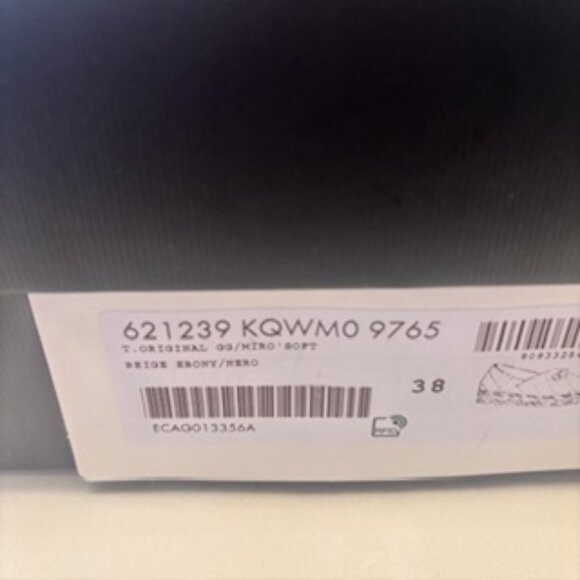 621239 KQWM0 9765
T.ORIGINAL GG/MIRO'SOFT
BEIGE EBONY/NERO
38
ECAG013356A